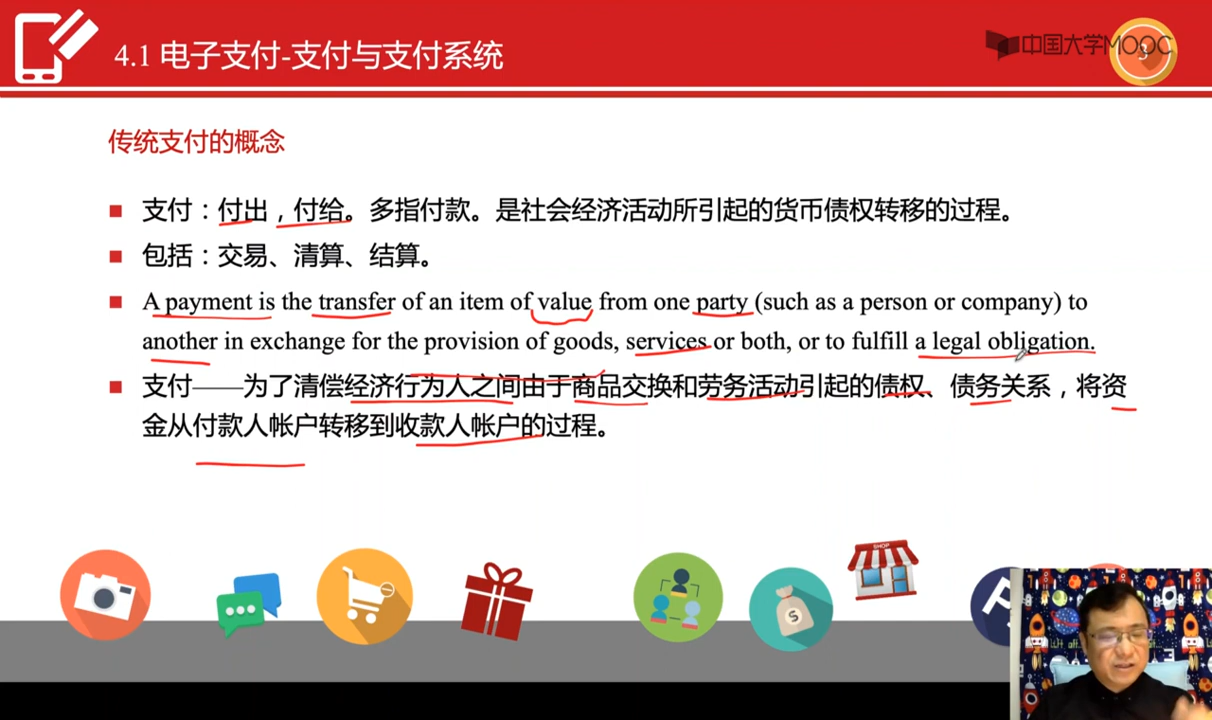 4.1 电子支付-支付与支付系统
中国大学MOOC
3
传统支付的概念
支付：付出，付给。多指付款。是社会经济活动所引起的货币债权转移的过程。
包括：交易、清算、结算。
A payment is the transfer of an item of value from one party (such as a person or company) to
another in exchange for the provision of goods, services or both, or to fulfill a legal obligation.
支付——为了清偿经济行为人之间由于商品交换和劳务活动引起的债权、债务关系，将资
金从付款人帐户转移到收款人帐户的过程。
SHOP
$